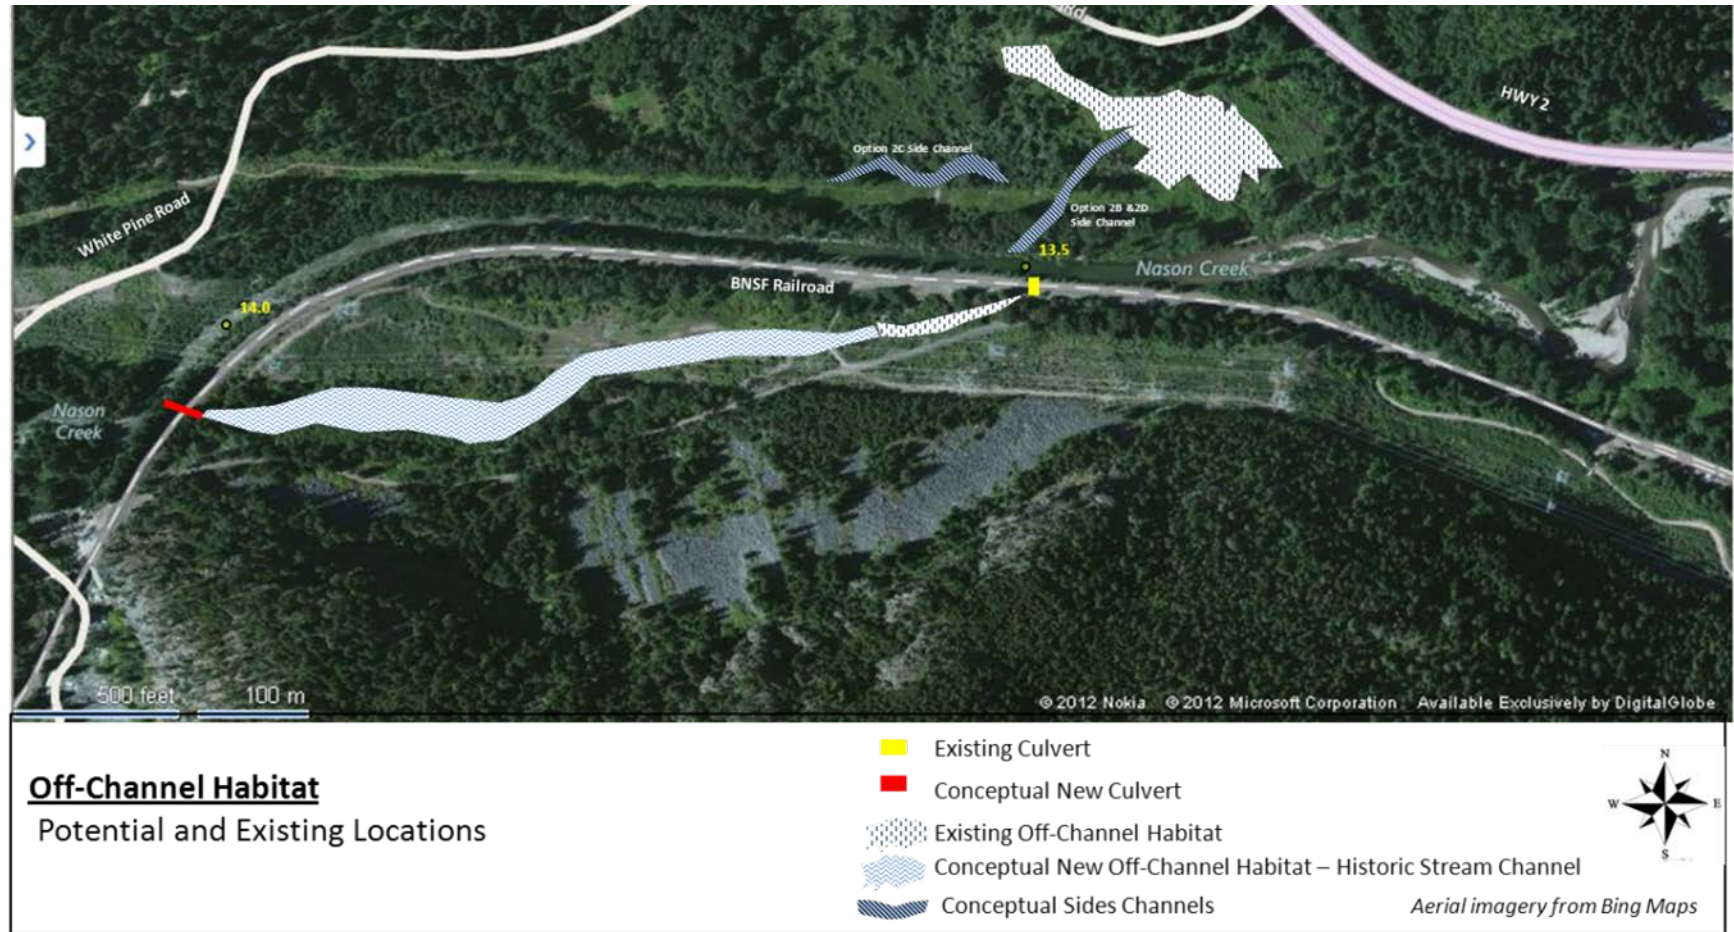 Rd
HWY 2
Option 2C Side Channel
White Pine Road
Option 2B &2D
Side Channel
13.5
Nason Creek
BNSF Railroad
14.0
Nason
Creek
500 feet
100 m
© 2012 Nokia © 2012 Microsoft Corporation Available Exclusively by DigitalGlobe
Off-Channel Habitat
Potential and Existing Locations
Existing Culvert
Conceptual New Culvert
Existing Off-Channel Habitat
Conceptual New Off-Channel Habitat – Historic Stream Channel
Conceptual Sides Channels
N
W E
S
Aerial imagery from Bing Maps